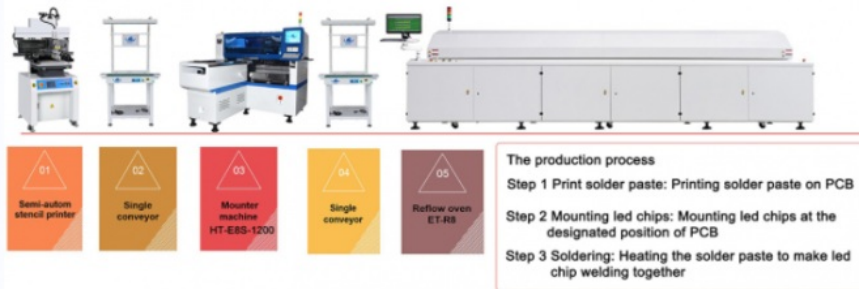 01
Semi-autom
stencil printer
02
Single
conveyor
03
Mounter
machine
HT-E8S-1200
04
Single
conveyor
05
Reflow oven
ET-R8
The production process
Step 1 Print solder paste: Printing solder paste on PCB
Step 2 Mounting led chips: Mounting led chips at the
designated position of PCB
Step 3 Soldering: Heating the solder paste to make led
chip welding together